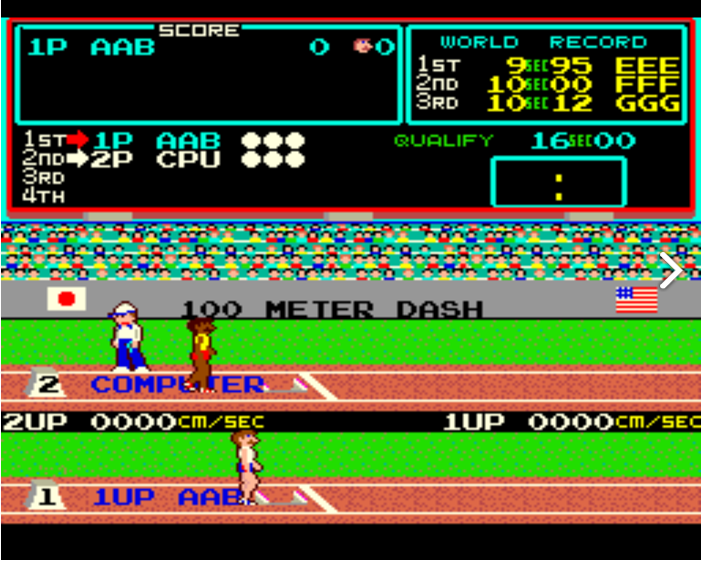 SCORE
1P AAB 0 0
WORLD RECORD
1ST 9SEC95 EEE
2ND 10SEC00 FFF
3RD 10SEC12 GGG
1ST 1P AAB
2ND 2P CPU
3RD
4TH
QUALIFY 16SEC00
:
100 METER DASH
2 COMPUTER
2UP 0000CM/SEC 1UP 0000CM/SEC
1 1UP AAB